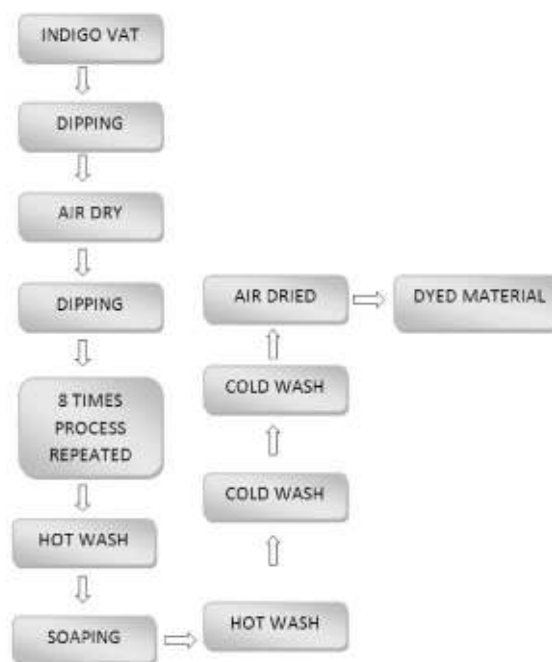 INDIGO VAT
DIPPING
AIR DRY
DIPPING
8 TIMES
PROCESS
REPEATED
HOT WASH
SOAPING
HOT WASH
COLD WASH
COLD WASH
AIR DRIED
DYED MATERIAL